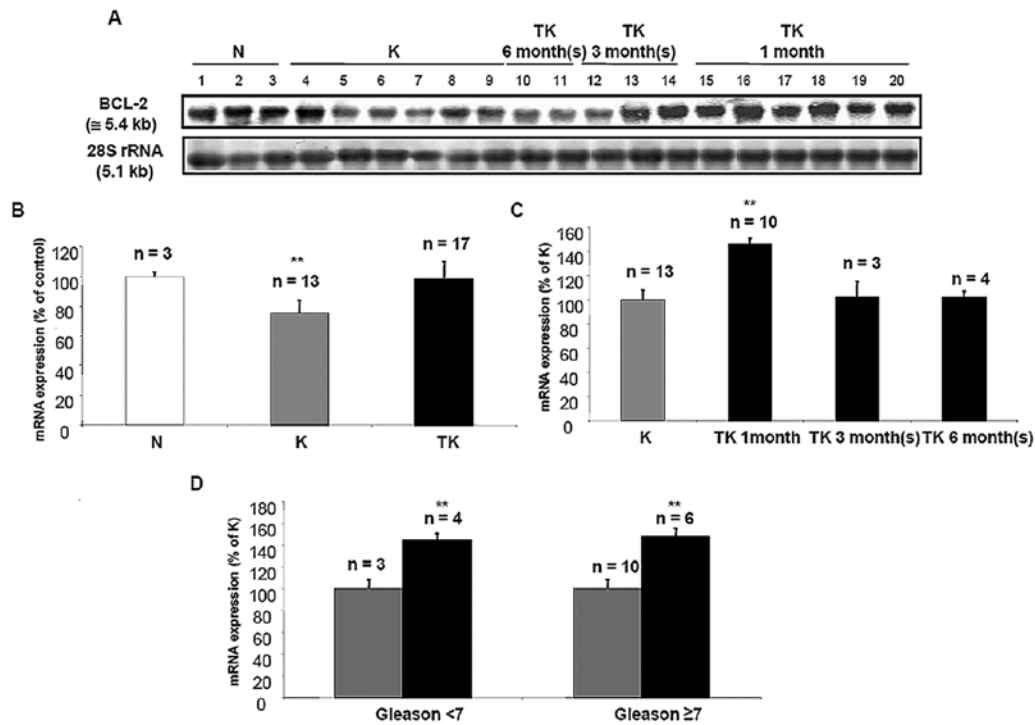 A
N K TK 6 month(s) TK 3 month(s) TK 1 month
1 2 3 4 5 6 7 8 9 10 11 12 13 14 15 16 17 18 19 20
BCL-2
(≅ 5.4 kb)
28S rRNA
(5.1 kb)
B
mRNA expression (% of control)
120
100
80
60
40
20
0
n = 3
**
n = 13
n = 17
N K TK
C
mRNA expression (% of K)
160
140
120
100
80
60
40
20
0
n = 13
**
n = 10
n = 3
n = 4
K TK 1month TK 3 month(s) TK 6 month(s)
D
mRNA expression (% of K)
180
160
140
120
100
80
60
40
20
0
n = 3
**
n = 4
n = 10
**
n = 6
Gleason <7 Gleason ≥7